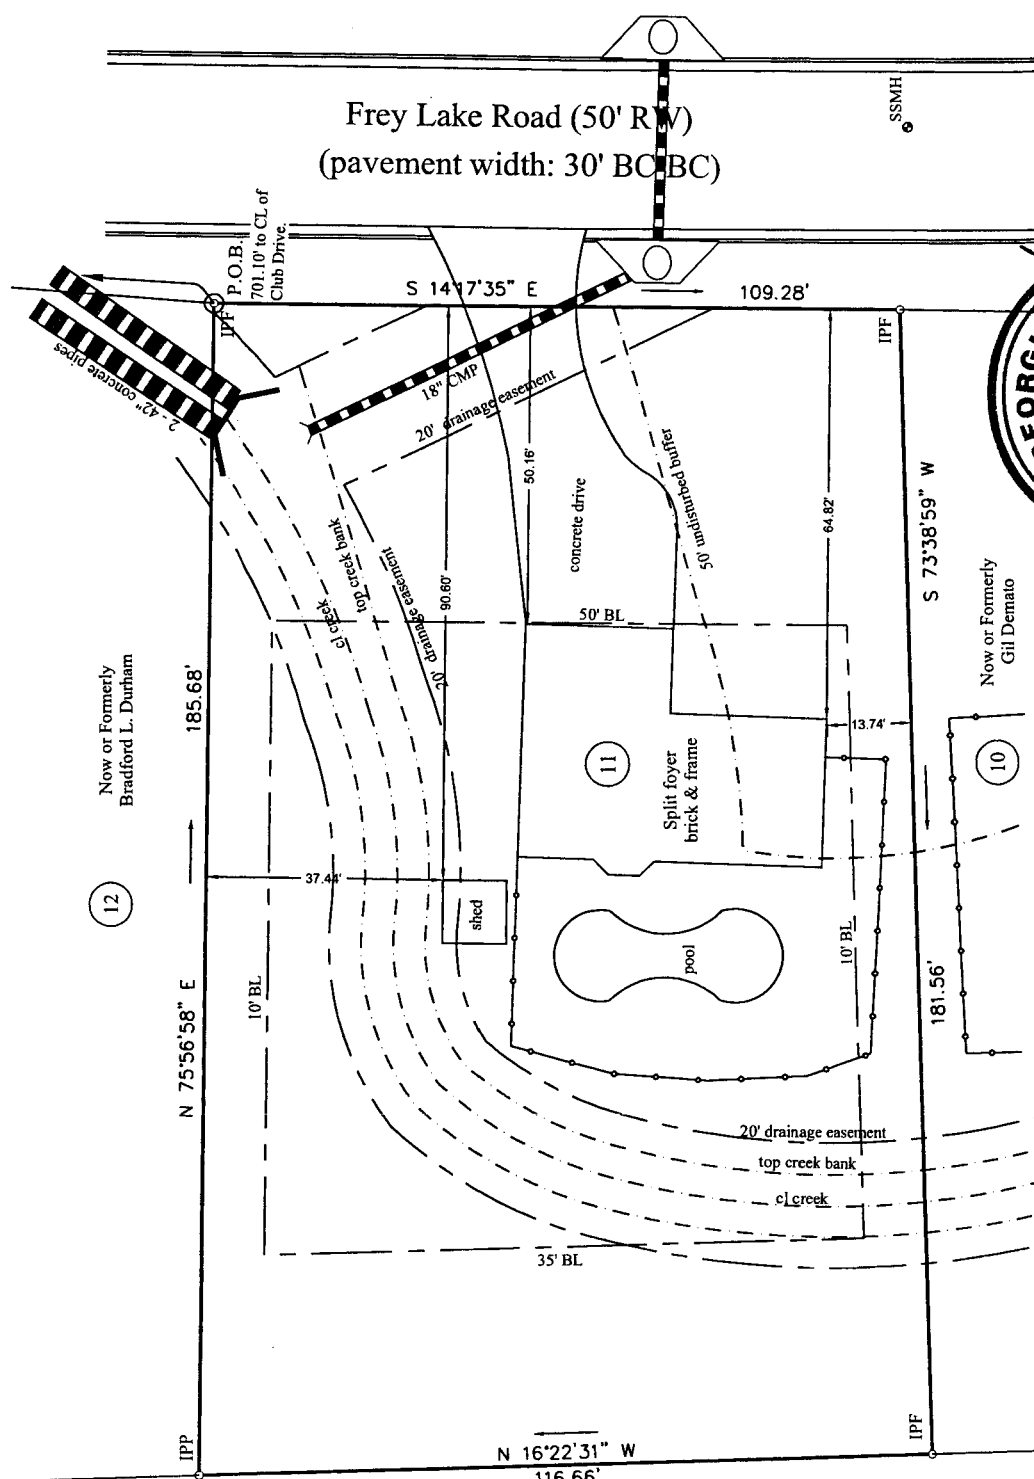 Frey Lake Road (50' RW)
(pavement width: 30' BC BC)
SSMH
P.O.B.
701.10' to CL of
Club Drive.
IPF
S 14°17'35" E
109.28'
IPF
2 - 42" concrete pipes
18" CMP
20' drainage easement
50.16'
concrete drive
50' undisturbed buffer
64.82'
S 73°38'59" W
Now or Formerly
Gil Demato
cl creek
top creek bank
20' drainage easement
90.60'
50' BL
Now or Formerly
Bradford L. Durham
185.68'
13.74'
11
10
Split foyer
brick & frame
12
37.44'
shed
pool
10' BL
10' BL
N 75°56'58" E
181.56'
20' drainage easement
top creek bank
cl creek
35' BL
IPP
IPF
N 16°22'31" W
116.66'